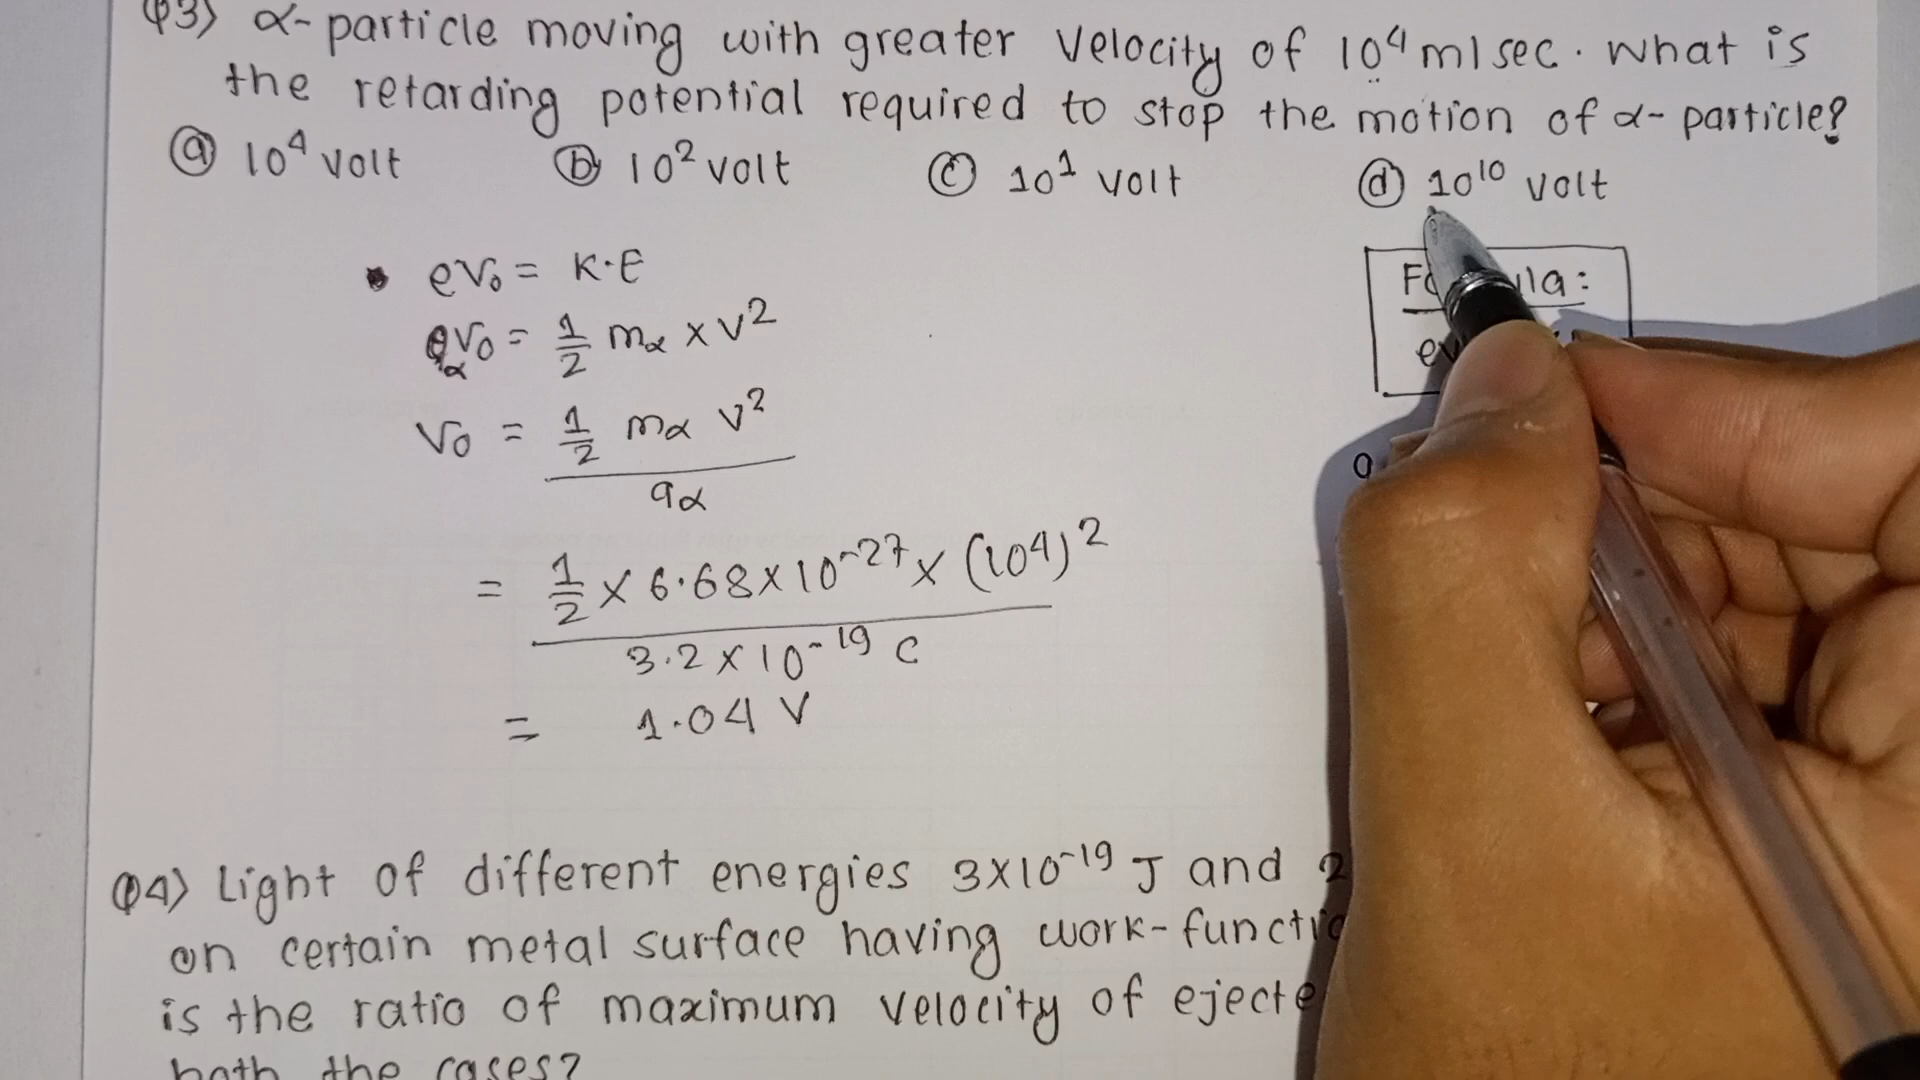 Q3) α-particle moving with greater velocity of 10⁴ m/sec. What is
the retarding potential required to stop the motion of α-particle?
ⓐ 10⁴ volt ⓑ 10² volt ⓒ 10¹ volt ⓓ 10¹⁰ volt
• eV₀ = K·E
qαV₀ = 1/2 mα × v²
V₀ = 1/2 mα v² / qα
= 1/2 × 6.68 × 10⁻²⁷ × (10⁴)² / 3.2 × 10⁻¹⁹ C
= 1.04 V
Q4) Light of different energies 3×10⁻¹⁹ J and 2
on certain metal surface having work-
is the ratio of maximum velocity of
both the cases?